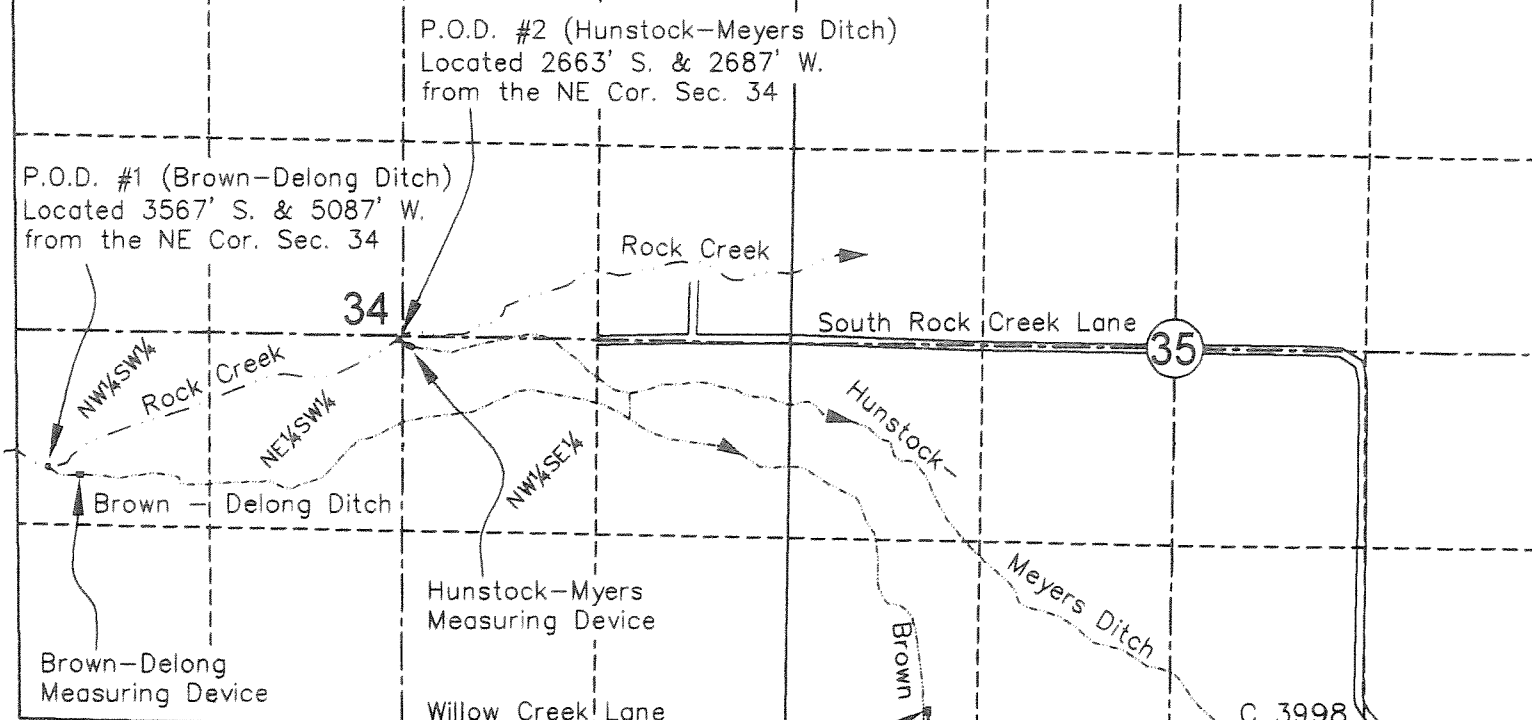 P.O.D. #2 (Hunstock-Meyers Ditch)
Located 2663' S. & 2687' W.
from the NE Cor. Sec. 34
P.O.D. #1 (Brown-Delong Ditch)
Located 3567' S. & 5087' W.
from the NE Cor. Sec. 34
Rock Creek
34
South Rock Creek Lane
35
NW¼SW¼
Rock Creek
NE¼SW¼
NW¼SE¼
Hunstock-
Brown - Delong Ditch
Meyers Ditch
Hunstock-Myers
Measuring Device
Brown
Brown-Delong
Measuring Device
Willow Creek Lane
C 3998